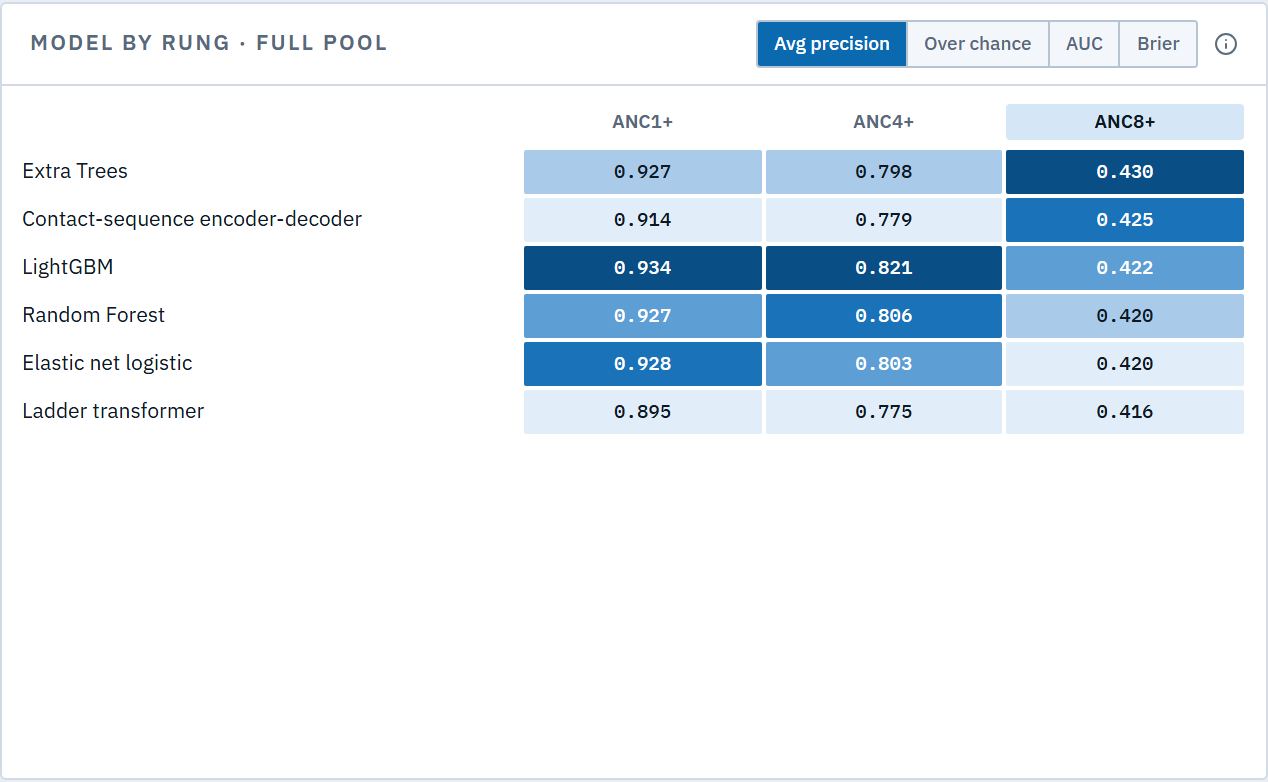 MODEL BY RUNG · FULL POOL
Avg precision Over chance AUC Brier
ANC1+ ANC4+ ANC8+
Extra Trees 0.927 0.798 0.430
Contact-sequence encoder-decoder 0.914 0.779 0.425
LightGBM 0.934 0.821 0.422
Random Forest 0.927 0.806 0.420
Elastic net logistic 0.928 0.803 0.420
Ladder transformer 0.895 0.775 0.416